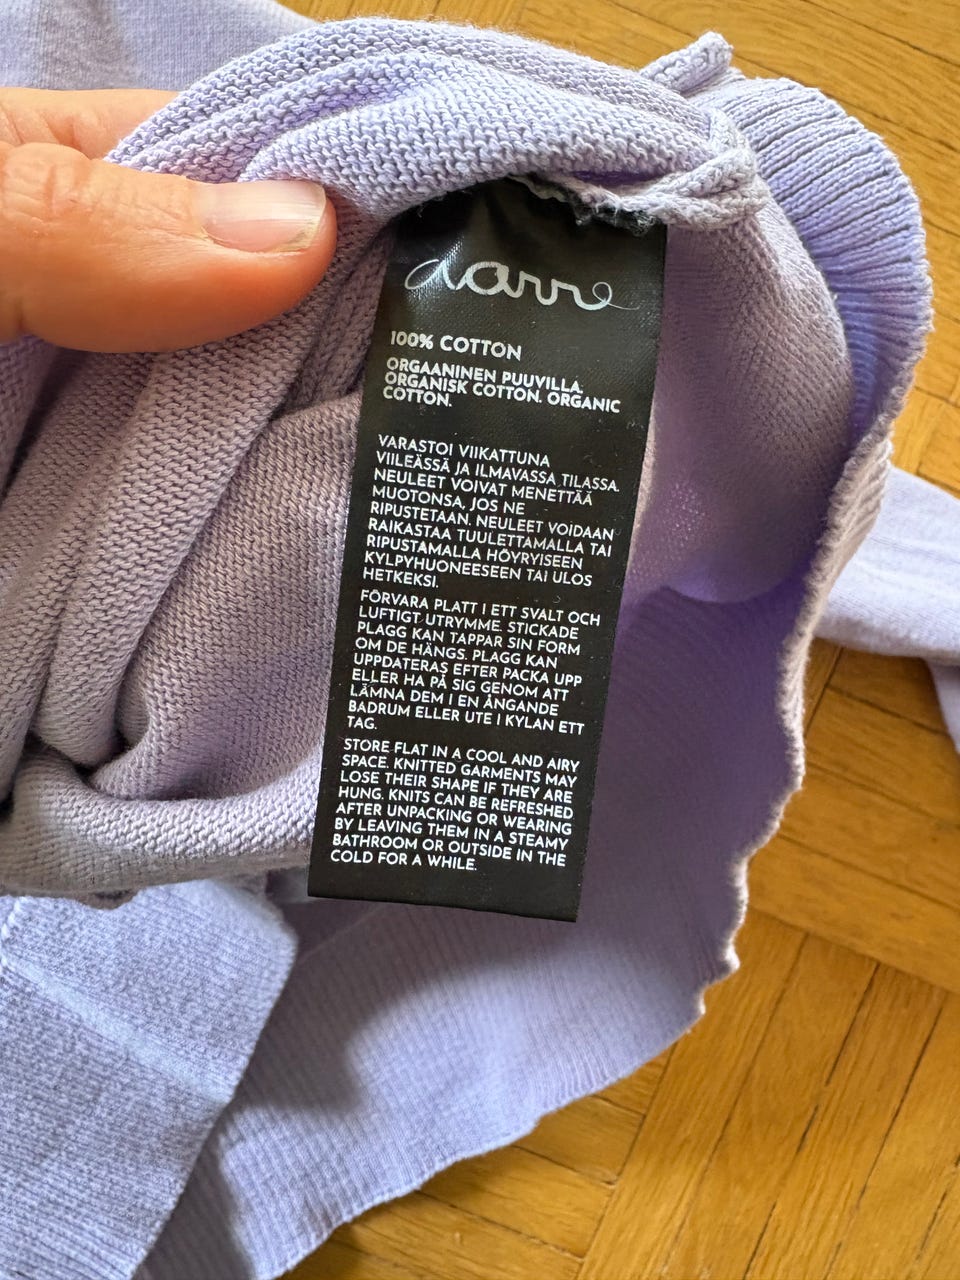 darre
100% COTTON
ORGAANINEN PUUVILLA.
ORGANISK COTTON. ORGANIC
COTTON.
VARASTOI VIIKATTUNA
VIILEÄSSÄ JA ILMAVASSA TILASSA.
NEULEET VOIVAT MENETTÄÄ
MUOTONSA, JOS NE
RIPUSTETAAN. NEULEET VOIDAAN
RAIKASTAA TUULETTAMALLA TAI
RIPUSTAMALLA HÖYRYISEEN
KYLPYHUONEESEEN TAI ULOS
HETKEKSI.
FÖRVARA PLATT I ETT SVALT OCH
LUFTIGT UTRYMME. STICKADE
PLAGG KAN TAPPAR SIN FORM
OM DE HÄNGS. PLAGG KAN
UPPDATERAS EFTER PACKA UPP
ELLER HA PÅ SIG GENOM ATT
LÄMNA DEM I EN ÅNGANDE
BADRUM ELLER UTE I KYLAN ETT
TAG.
STORE FLAT IN A COOL AND AIRY
SPACE. KNITTED GARMENTS MAY
LOSE THEIR SHAPE IF THEY ARE
HUNG. KNITS CAN BE REFRESHED
AFTER UNPACKING OR WEARING
BY LEAVING THEM IN A STEAMY
BATHROOM OR OUTSIDE IN THE
COLD FOR A WHILE.